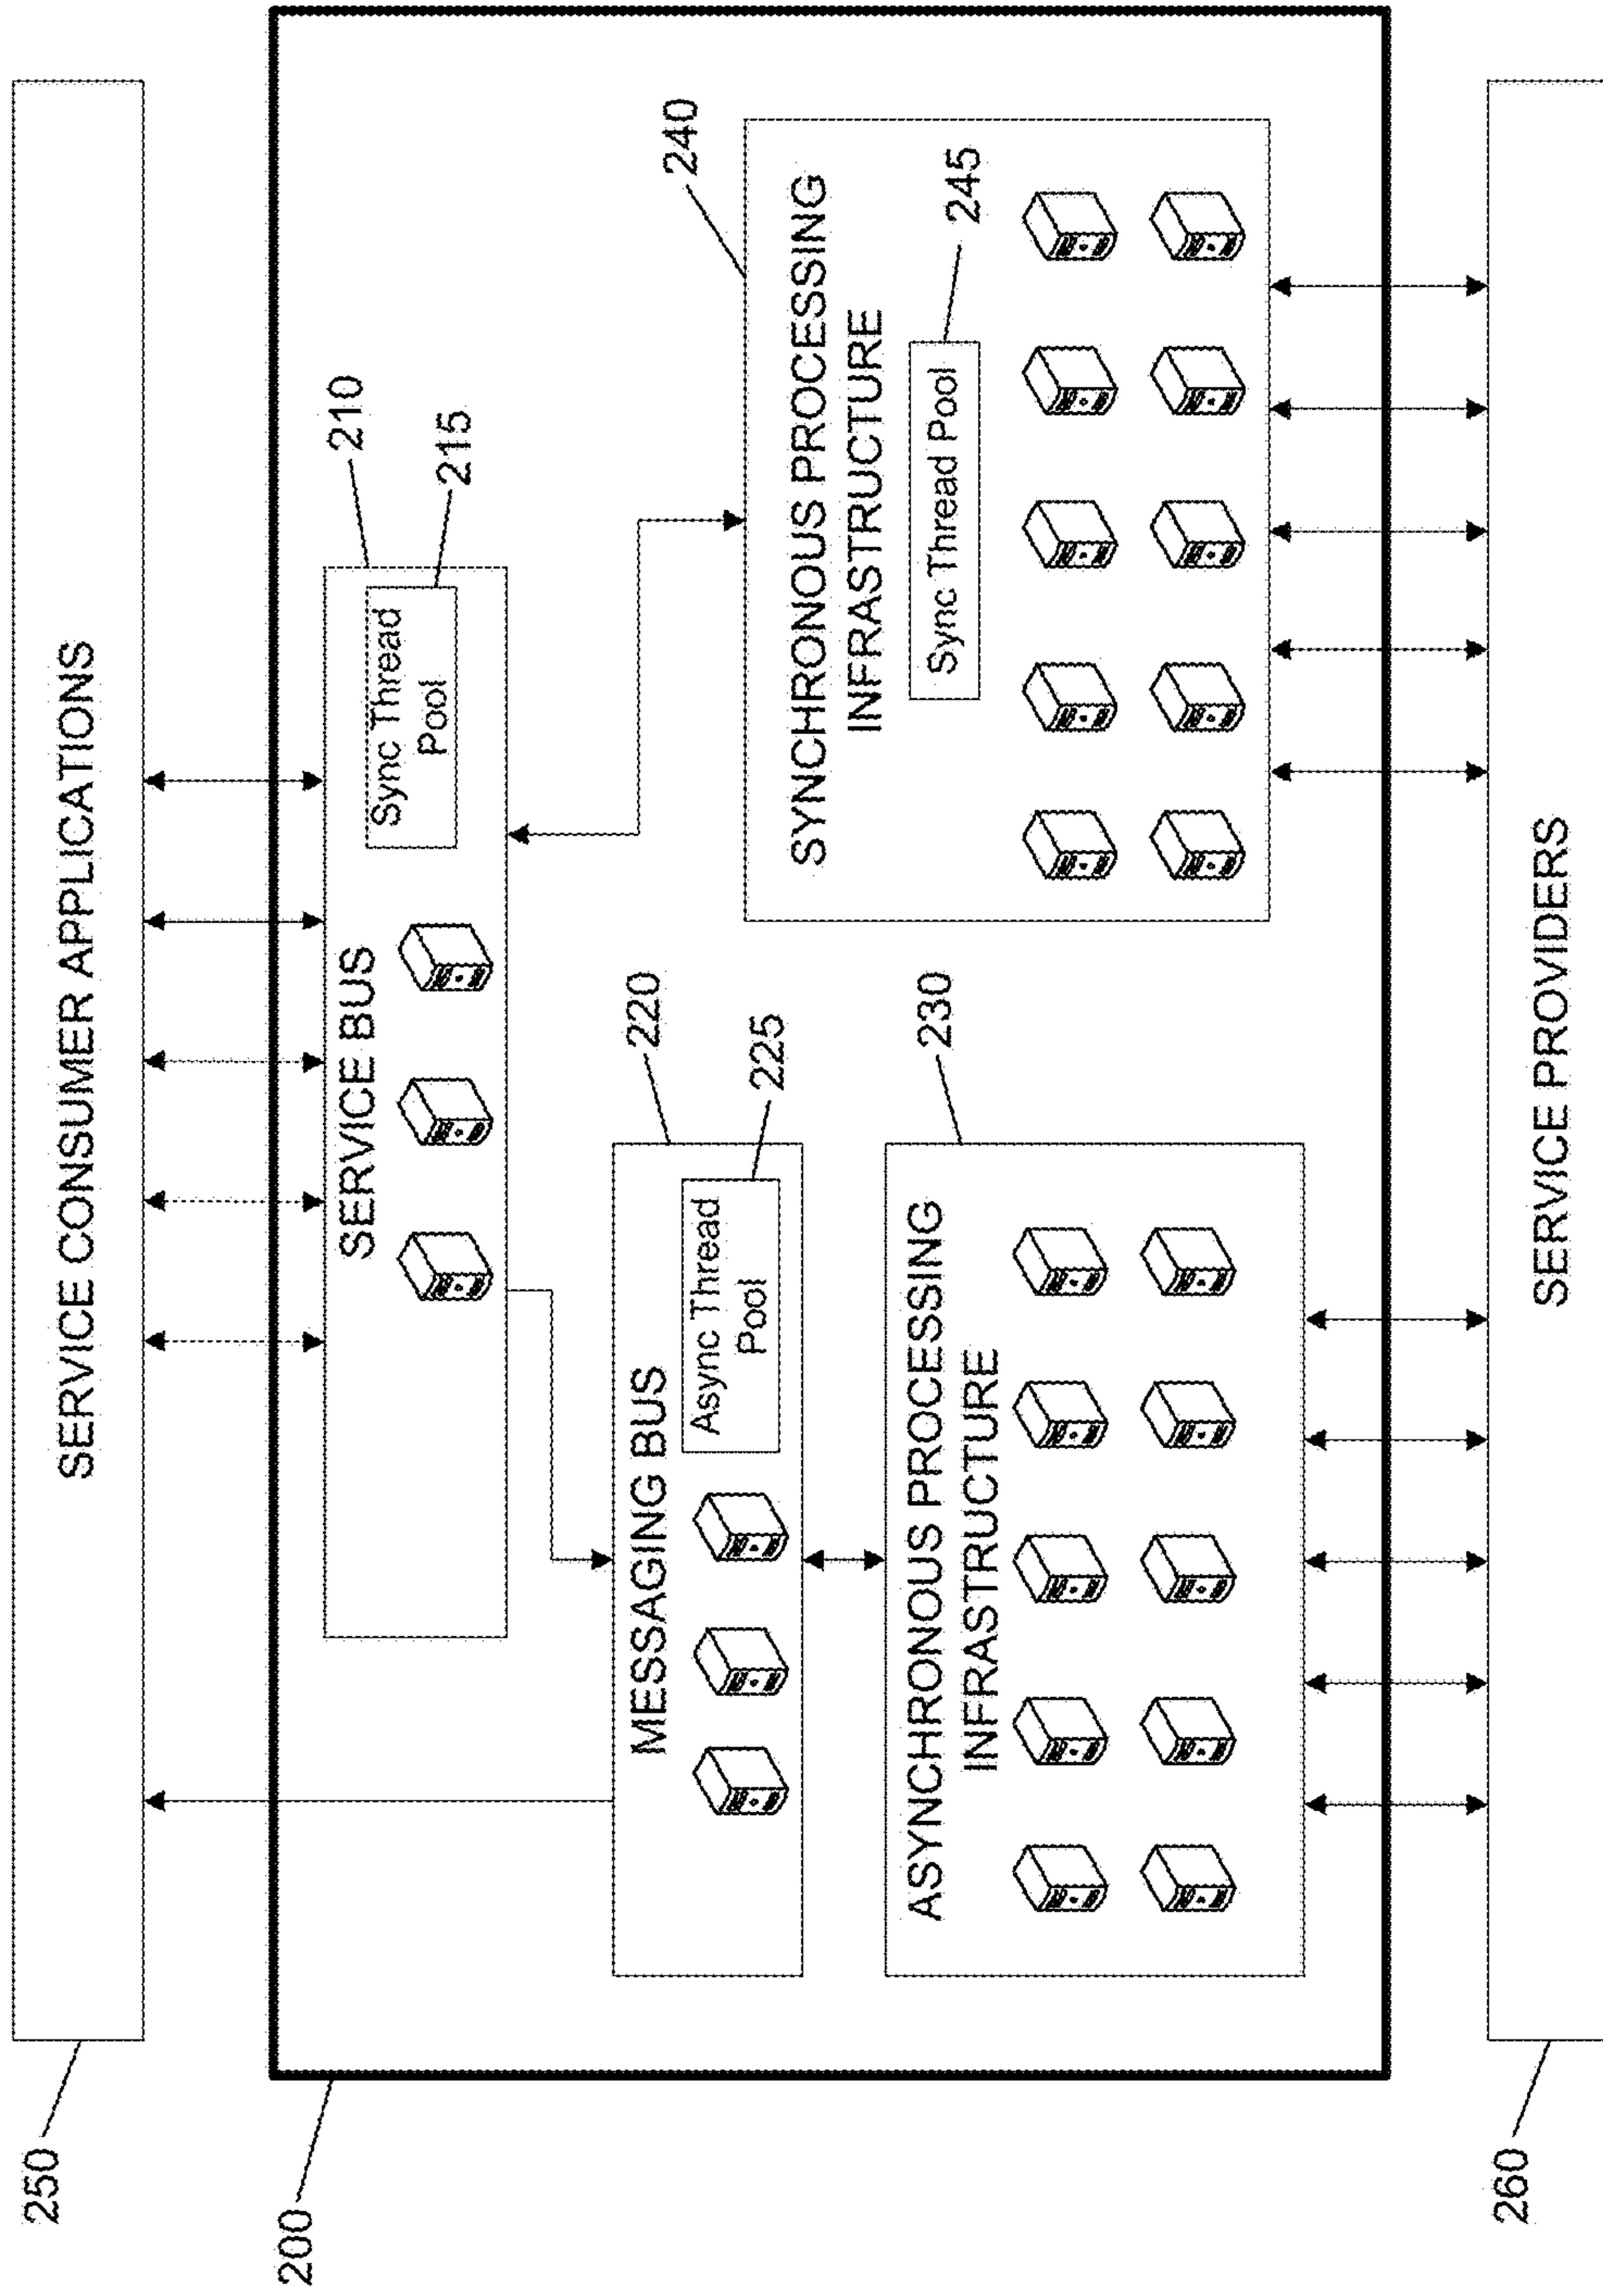 250
SERVICE CONSUMER APPLICATIONS
200
SERVICE BUS
210
Sync Thread
Pool
215
MESSAGING BUS
220
Async Thread
Pool
225
ASYNCHRONOUS PROCESSING
INFRASTRUCTURE
230
SYNCHRONOUS PROCESSING
INFRASTRUCTURE
240
Sync Thread Pool
245
260
SERVICE PROVIDERS